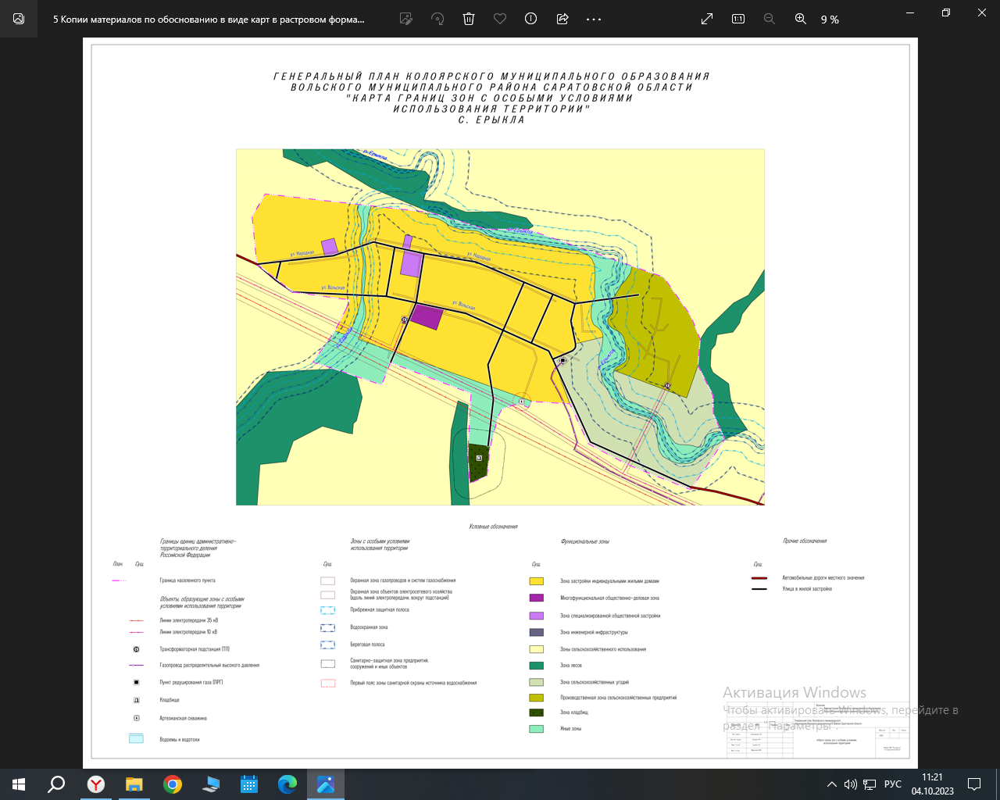 5 Копии материалов по обоснованию в виде карт в растровом форма...
9 %
ГЕНЕРАЛЬНЫЙ ПЛАН КОЛОЯРСКОГО МУНИЦИПАЛЬНОГО ОБРАЗОВАНИЯ
ВОЛЬСКОГО МУНИЦИПАЛЬНОГО РАЙОНА САРАТОВСКОЙ ОБЛАСТИ
"КАРТА ГРАНИЦ ЗОН С ОСОБЫМИ УСЛОВИЯМИ
ИСПОЛЬЗОВАНИЯ ТЕРРИТОРИИ"
С. ЕРЫКЛА
р. Ерыкла
р. Ерыкла
ул. Народная
ул. Народная
ул. Вольская
ул. Вольская
р. Ерыкла
р. Ерыкла
Условные обозначения
Границы единиц административно-
территориального деления
Российской Федерации
План. Сущ.
Граница населенного пункта
Объекты, образующие зоны с особыми
условиями использования территории
Линии электропередачи 35 кВ
Линии электропередачи 10 кВ
Трансформаторная подстанция (ТП)
Газопровод распределительный высокого давления
Пункт редуцирования газа (ПРГ)
Кладбище
Артезианская скважина
Водоемы и водотоки
Зоны с особыми условиями
использования территории
Сущ.
Охранная зона газопроводов и систем газоснабжения
Охранная зона объектов электросетевого хозяйства
(вдоль линий электропередачи, вокруг подстанций)
Прибрежная защитная полоса
Водоохранная зона
Береговая полоса
Санитарно-защитная зона предприятий,
сооружений и иных объектов
Первый пояс зоны санитарной охраны источника водоснабжения
Функциональные зоны
Сущ.
Зона застройки индивидуальными жилыми домами
Многофункциональная общественно-деловая зона
Зона специализированной общественной застройки
Зона инженерной инфраструктуры
Зоны сельскохозяйственного использования
Зона лесов
Зона сельскохозяйственных угодий
Производственная зона сельскохозяйственных предприятий
Зона кладбищ
Иные зоны
Прочие обозначения
Сущ.
Автомобильные дороги местного значения
Улица в жилой застройке
Активация Windows
Чтобы активировать Windows, перейдите в
раздел "Параметры".
РУС
11:21
04.10.2023